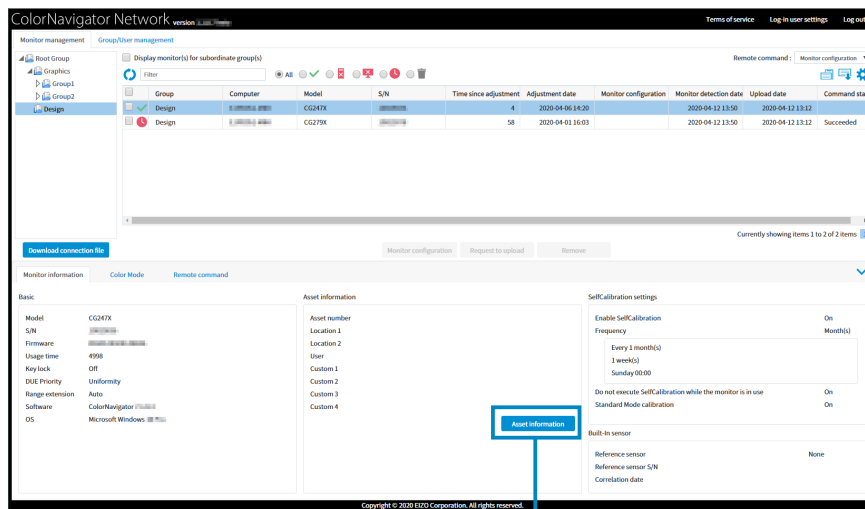 ColorNavigator Network version
Terms of service Log-in user settings Log out
Monitor management Group/User management
Root Group
Graphics
Group1
Group2
Design
Display monitor(s) for subordinate group(s)
Remote command : Monitor configuration
Filter All
Group Computer Model S/N Time since adjustment Adjustment date Monitor configuration Monitor detection date Upload date Command sta
Design CG247X 4 2020-04-06 14:20 2020-04-12 13:50 2020-04-12 13:12
Design CG279X 58 2020-04-01 16:03 2020-04-12 13:50 2020-04-12 13:12 Succeeded
Currently showing items 1 to 2 of 2 items
Download connection file Monitor configuration Request to upload Remove
Monitor information Color Mode Remote command
Basic
Model CG247X
S/N
Firmware
Usage time 4998
Key lock Off
DUE Priority Uniformity
Range extension Auto
Software ColorNavigator
OS Microsoft Windows
Asset information
Asset number
Location 1
Location 2
User
Custom 1
Custom 2
Custom 3
Custom 4
Asset information
SelfCalibration settings
Enable SelfCalibration On
Frequency Month(s)
Every 1 month(s)
1 week(s)
Sunday 00:00
Do not execute SelfCalibration while the monitor is in use On
Standard Mode calibration On
Built-In sensor
Reference sensor None
Reference sensor S/N
Correlation date
Copyright © 2020 EIZO Corporation. All rights reserved.